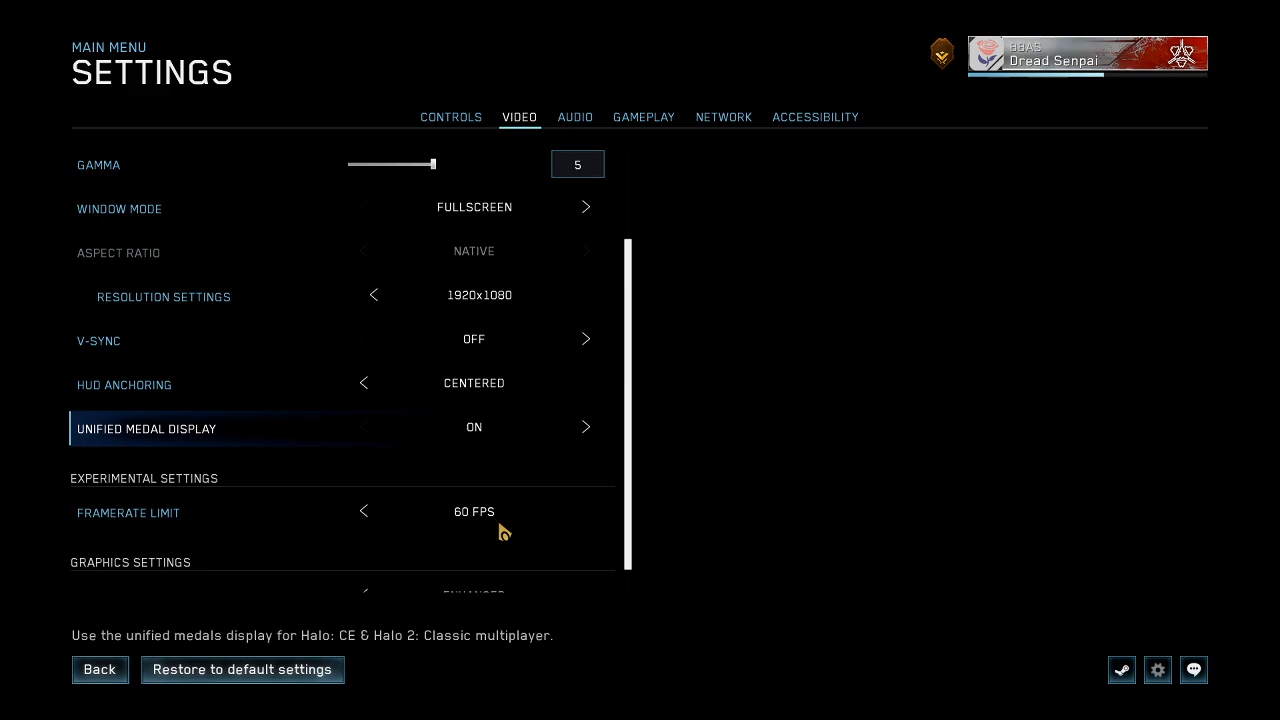 MAIN MENU
SETTINGS
BBAS
Dread Senpai
CONTROLS VIDEO AUDIO GAMEPLAY NETWORK ACCESSIBILITY
GAMMA 5
WINDOW MODE FULLSCREEN
ASPECT RATIO NATIVE
RESOLUTION SETTINGS 1920x1080
V-SYNC OFF
HUD ANCHORING CENTERED
UNIFIED MEDAL DISPLAY ON
EXPERIMENTAL SETTINGS
FRAMERATE LIMIT 60 FPS
GRAPHICS SETTINGS
ENHANCED
Use the unified medals display for Halo: CE & Halo 2: Classic multiplayer.
Back Restore to default settings